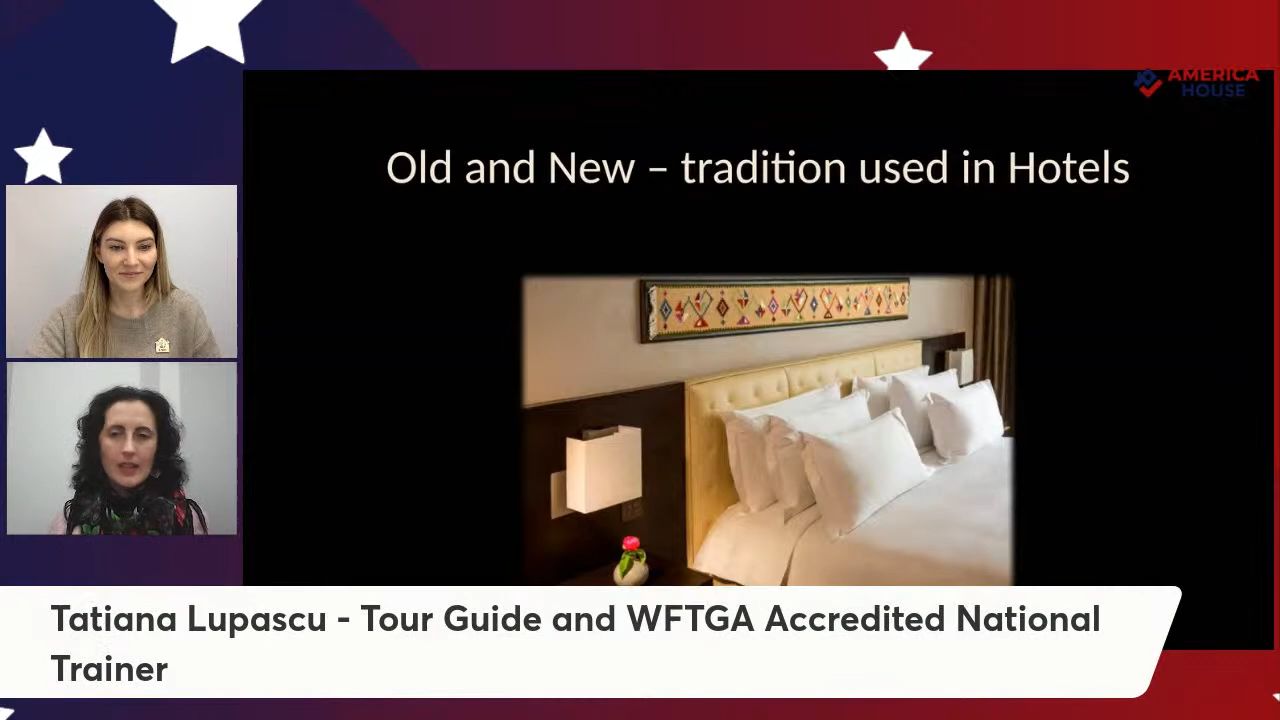 AMERICA
HOUSE
Old and New – tradition used in Hotels
Tatiana Lupascu - Tour Guide and WFTGA Accredited National
Trainer